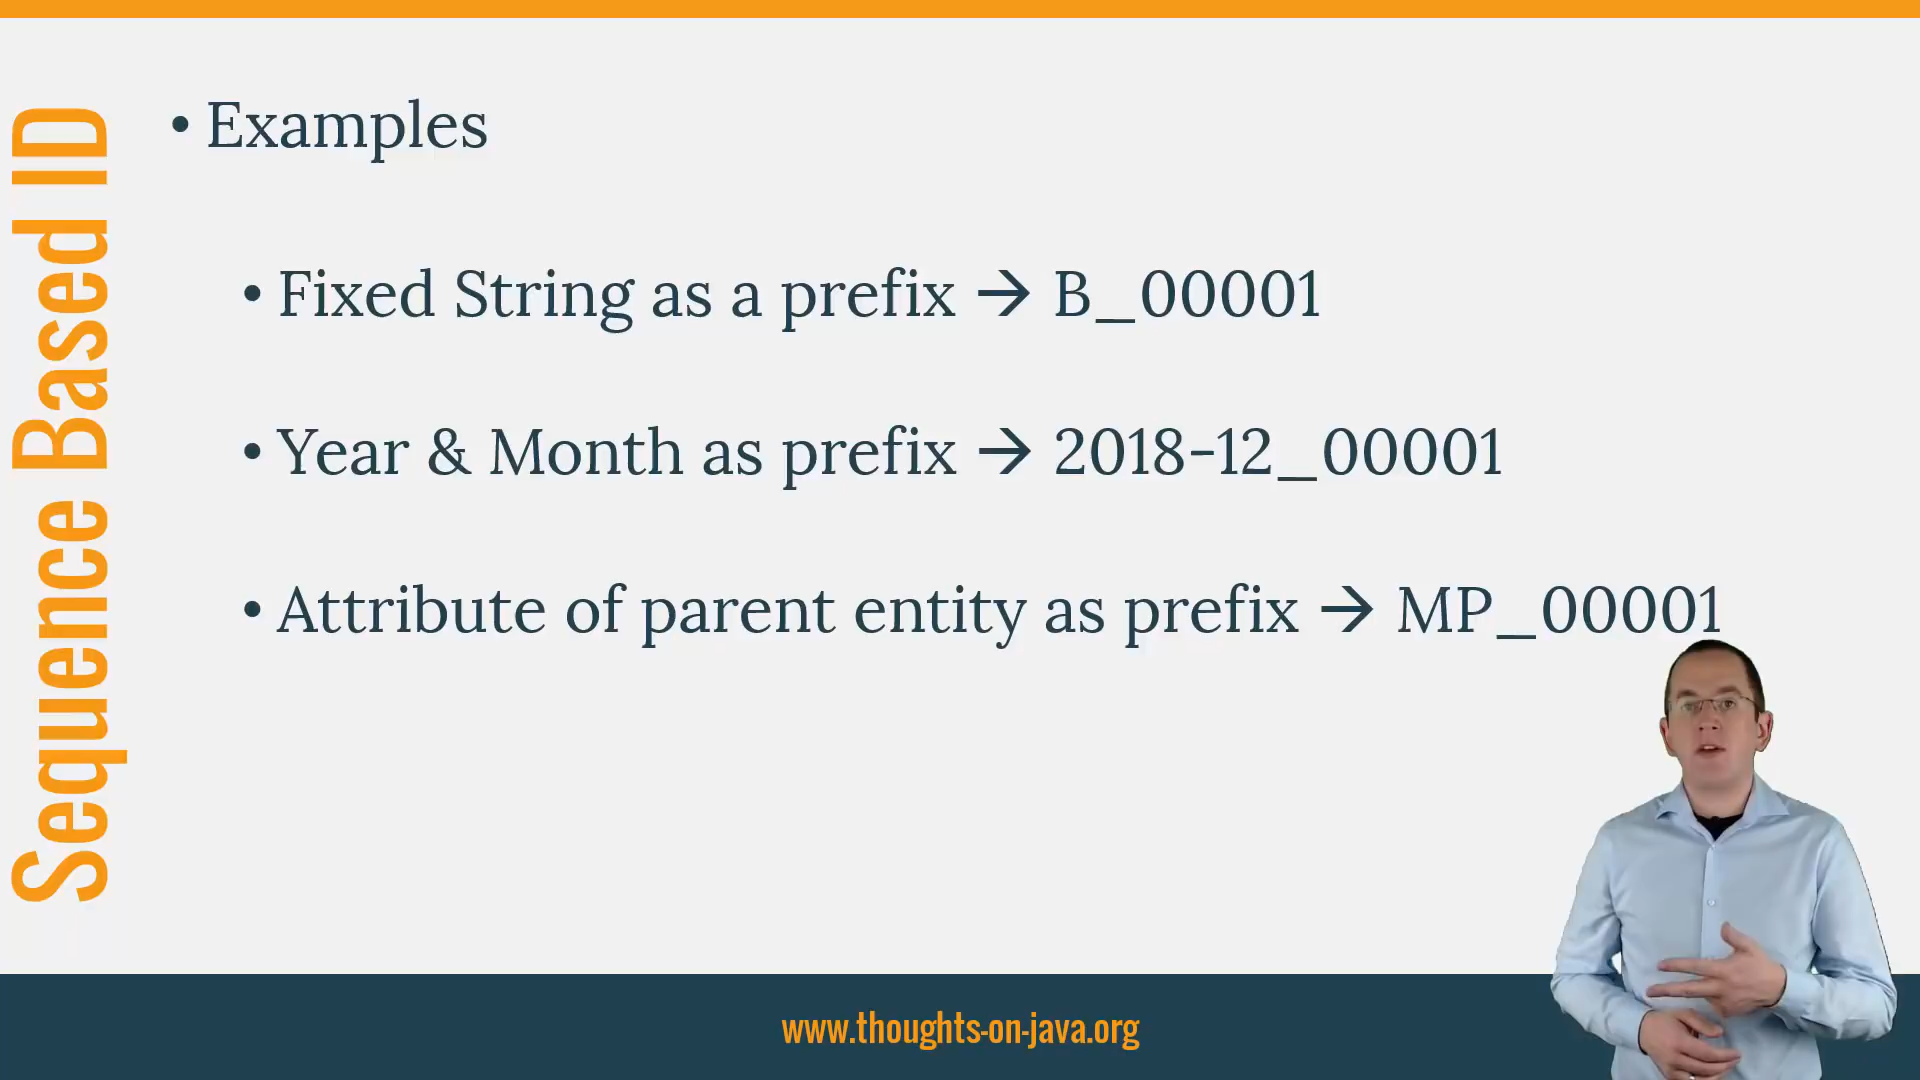 Sequence Based ID
• Examples
• Fixed String as a prefix → B_00001
• Year & Month as prefix → 2018-12_00001
• Attribute of parent entity as prefix → MP_00001
www.thoughts-on-java.org